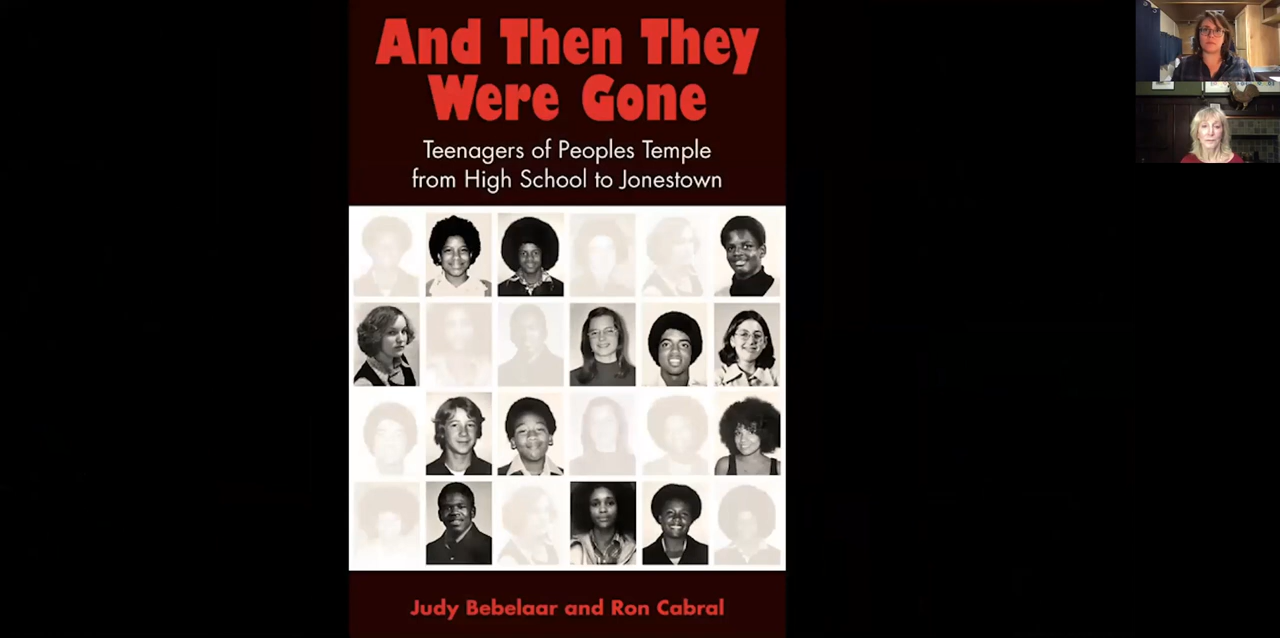 And Then They
Were Gone
Teenagers of Peoples Temple
from High School to Jonestown
Judy Bebelaar and Ron Cabral